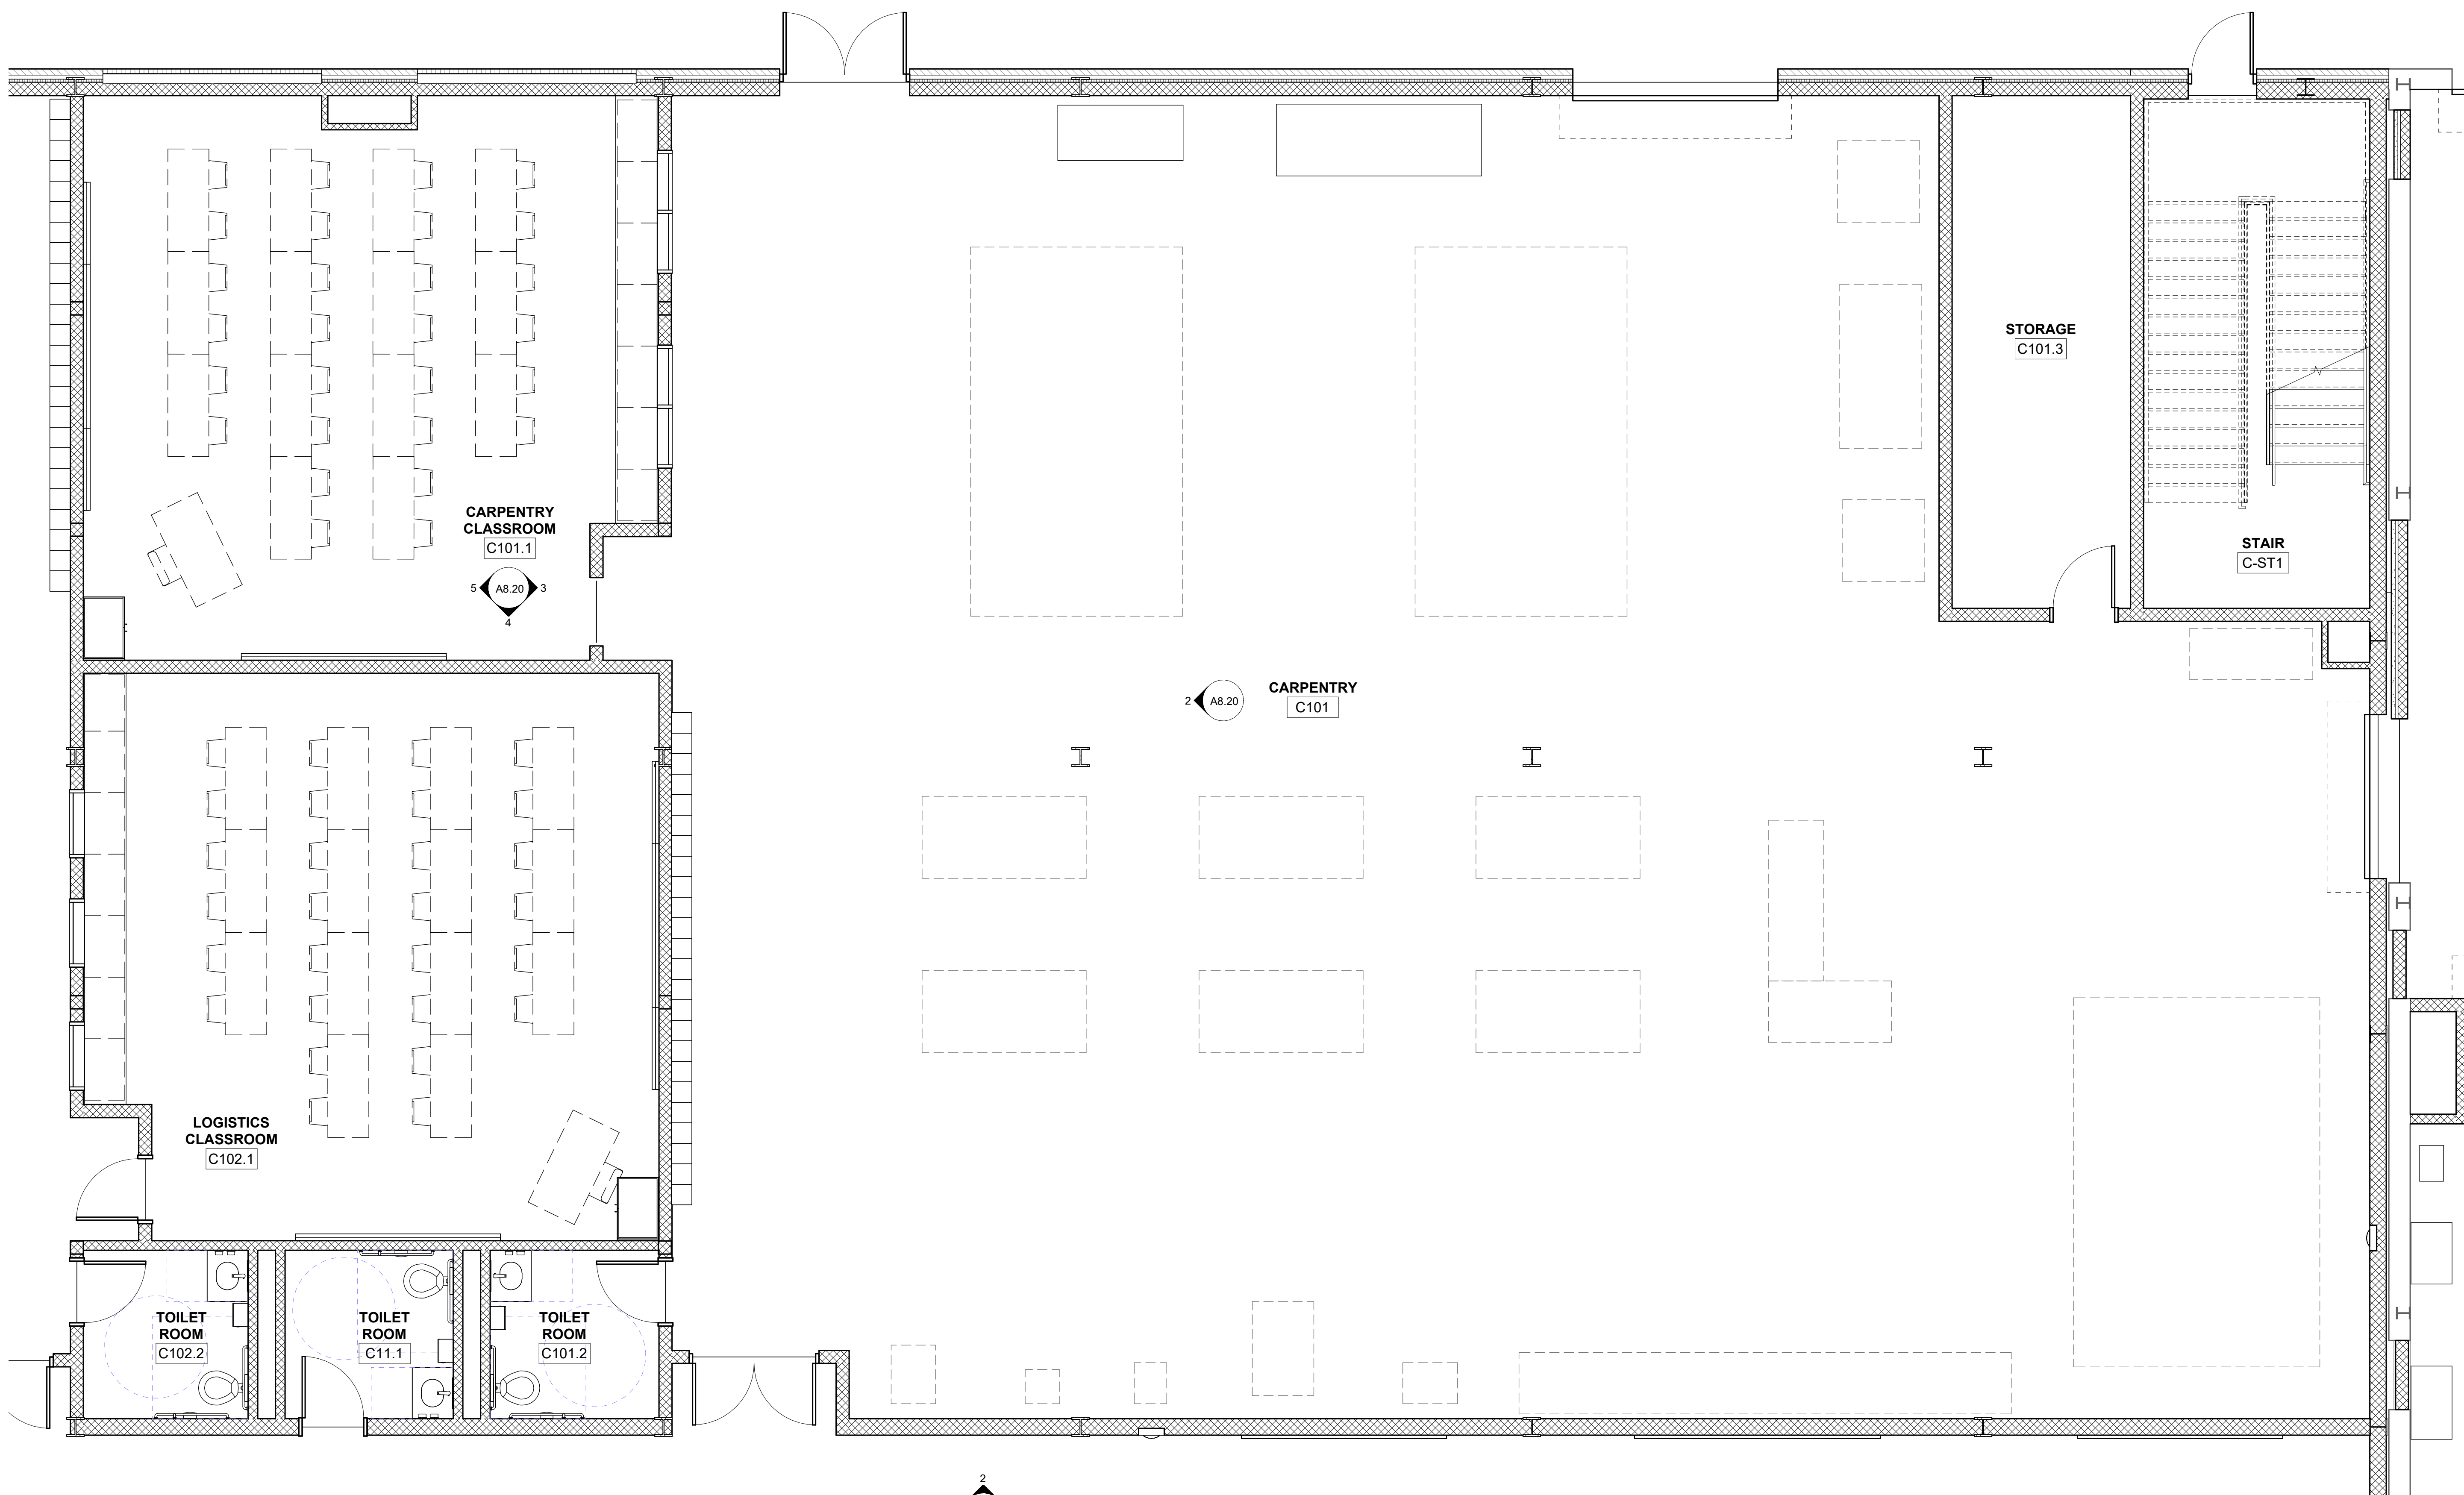 STORAGE
C101.3
CARPENTRY
CLASSROOM
C101.1
5
A8.20
3
4
STAIR
C-ST1
2
A8.20
CARPENTRY
C101
LOGISTICS
CLASSROOM
C102.1
TOILET
ROOM
C102.2
TOILET
ROOM
C11.1
TOILET
ROOM
C101.2
2